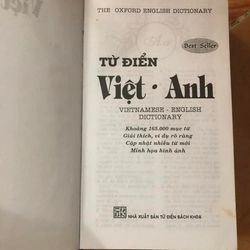 THE OXFORD ENGLISH DICTIONARY
Best Seller
TỪ ĐIỂN
Việt · Anh
VIETNAMESE - ENGLISH
DICTIONARY
Khoảng 165.000 mục từ
Giải thích, ví dụ rõ ràng
Cập nhật nhiều từ mới
Minh họa hình ảnh
NHÀ XUẤT BẢN TỪ ĐIỂN BÁCH KHOA